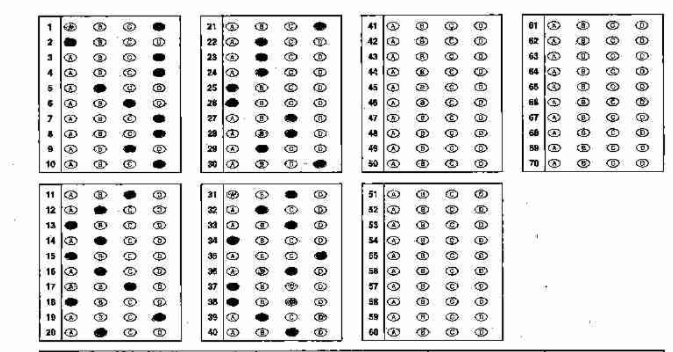 1 B C
2 B C D
3 A B C
4 A B C
5 A C D
6 A B D
7 A B C
8 A B C
9 A B D
10 A B C
11 A B D
12 A C D
13 B C D
14 A C D
15 B C D
16 A C D
17 A B D
18 B C D
19 A B C
20 A C D
21 A B C
22 A C D
23 A C D
24 A C D
25 B C D
26 B C D
27 A B D
28 A B D
29 A C D
30 A B C
31 B D
32 A C D
33 A B D
34 B C D
35 A B C
36 A B D
37 B C D
38 B D
39 A C D
40 A B D
41 A B C D
42 A B C D
43 A B C D
44 A B C D
45 A B C D
46 A B C D
47 A B C D
48 A B C D
49 A B C D
50 A B C D
51 A B C D
52 A B C D
53 A B C D
54 A B C D
55 A B C D
56 A B C D
57 A B C D
58 A B C D
59 A B C D
60 A B C D
61 A B C D
62 A B C D
63 A B C D
64 A B C D
65 A B C D
66 A B C D
67 A B C D
68 A B C D
69 A B C D
70 A B C D